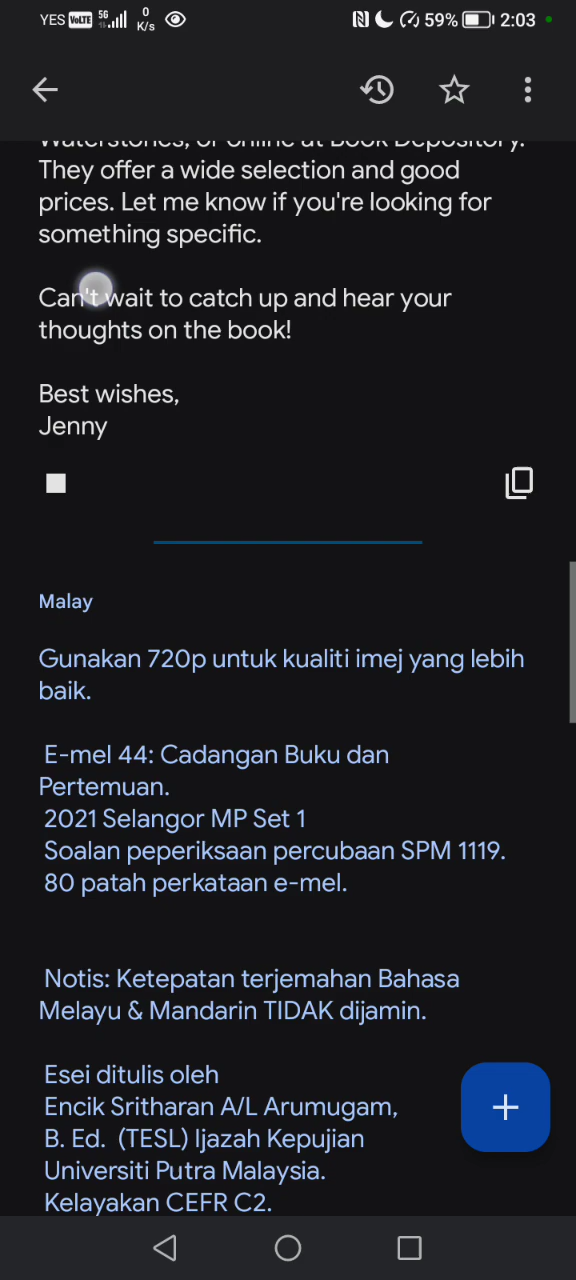 YES VoLTE 5G 0 K/s 59% 2:03
Waterstones, or online at Book Depository.
They offer a wide selection and good
prices. Let me know if you're looking for
something specific.
Can't wait to catch up and hear your
thoughts on the book!
Best wishes,
Jenny
Malay
Gunakan 720p untuk kualiti imej yang lebih
baik.
E-mel 44: Cadangan Buku dan
Pertemuan.
2021 Selangor MP Set 1
Soalan peperiksaan percubaan SPM 1119.
80 patah perkataan e-mel.
Notis: Ketepatan terjemahan Bahasa
Melayu & Mandarin TIDAK dijamin.
Esei ditulis oleh
Encik Sritharan A/L Arumugam,
B. Ed. (TESL) Ijazah Kepujian
Universiti Putra Malaysia.
Kelayakan CEFR C2.